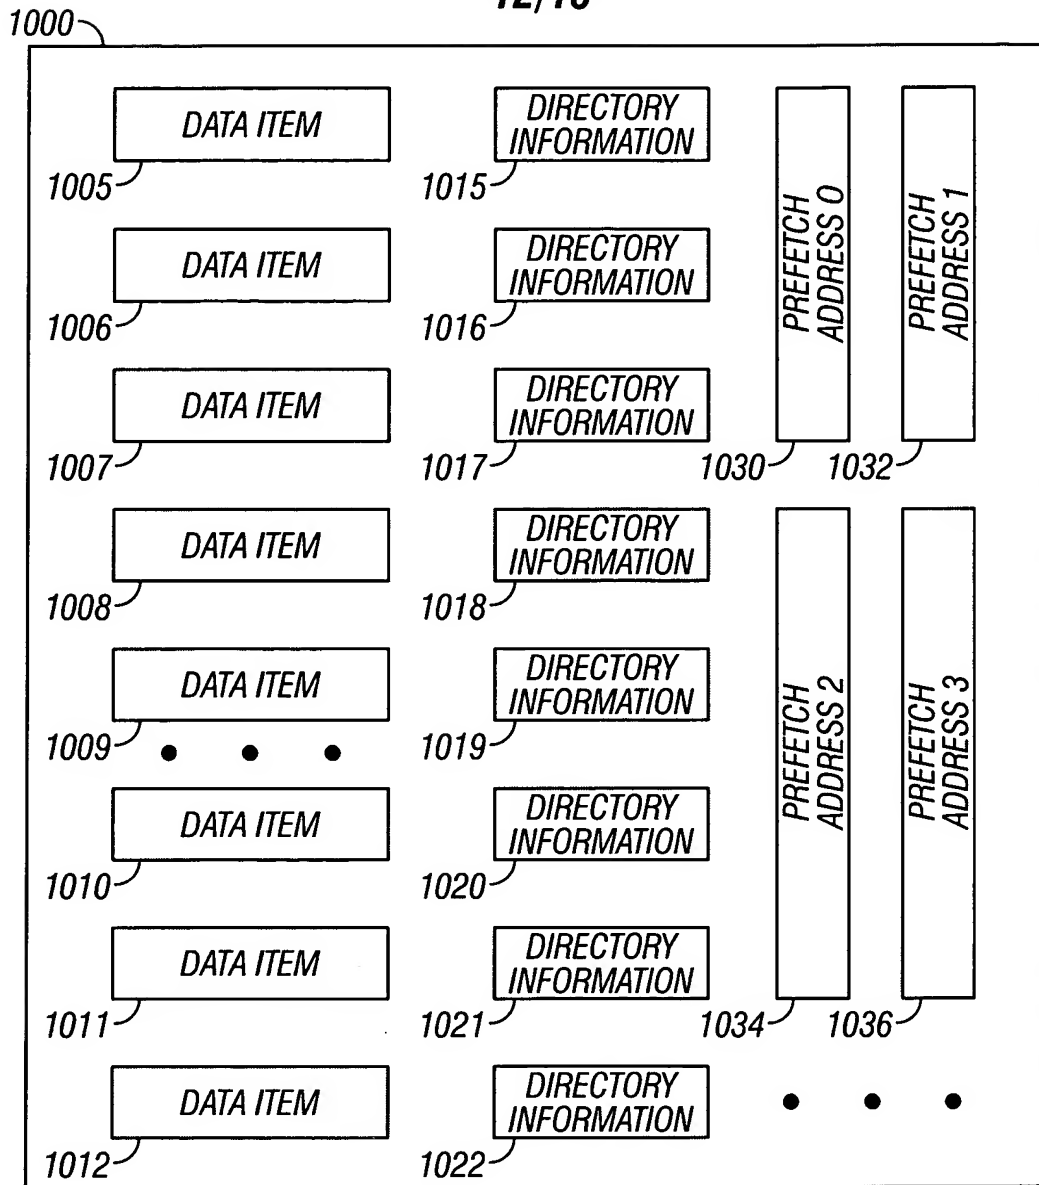 1000
DATA ITEM
1005
DIRECTORY
INFORMATION
1015
PREFETCH
ADDRESS 0
1030
PREFETCH
ADDRESS 1
1032
DATA ITEM
1006
DIRECTORY
INFORMATION
1016
DATA ITEM
1007
DIRECTORY
INFORMATION
1017
DATA ITEM
1008
DIRECTORY
INFORMATION
1018
PREFETCH
ADDRESS 2
1034
PREFETCH
ADDRESS 3
1036
DATA ITEM
1009
DIRECTORY
INFORMATION
1019
DATA ITEM
1010
DIRECTORY
INFORMATION
1020
DATA ITEM
1011
DIRECTORY
INFORMATION
1021
DATA ITEM
1012
DIRECTORY
INFORMATION
1022